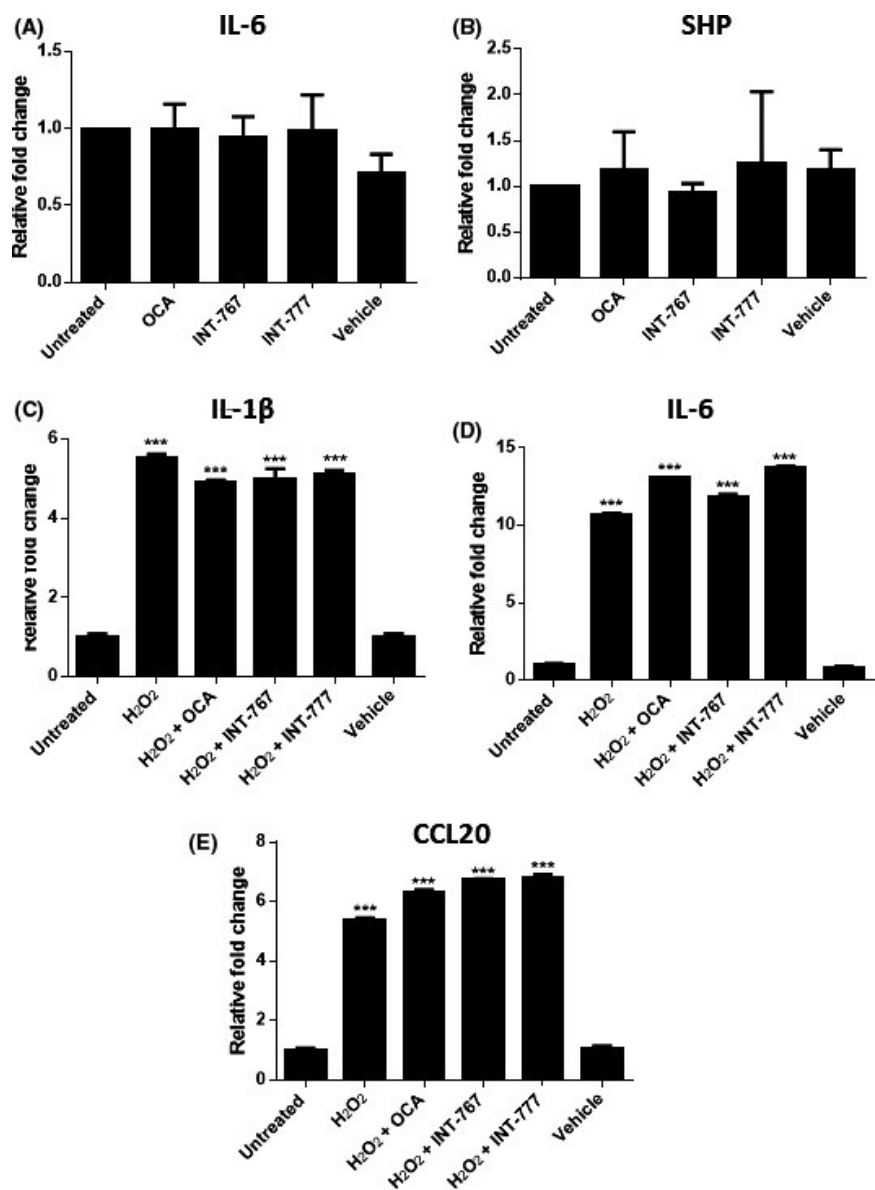 (A) IL-6
Relative fold change
1.5
1.0
0.5
0.0
Untreated
OCA
INT-767
INT-777
Vehicle
(B) SHP
Relative fold change
2.5
2.0
1.5
1.0
0.5
0.0
Untreated
OCA
INT-767
INT-777
Vehicle
(C) IL-1β
Relative fold change
6
4
2
0
***
***
***
***
Untreated
H₂O₂
H₂O₂ + OCA
H₂O₂ + INT-767
H₂O₂ + INT-777
Vehicle
(D) IL-6
Relative fold change
15
10
5
0
***
***
***
***
Untreated
H₂O₂
H₂O₂ + OCA
H₂O₂ + INT-767
H₂O₂ + INT-777
Vehicle
(E) CCL20
Relative fold change
8
6
4
2
0
***
***
***
***
Untreated
H₂O₂
H₂O₂ + OCA
H₂O₂ + INT-767
H₂O₂ + INT-777
Vehicle